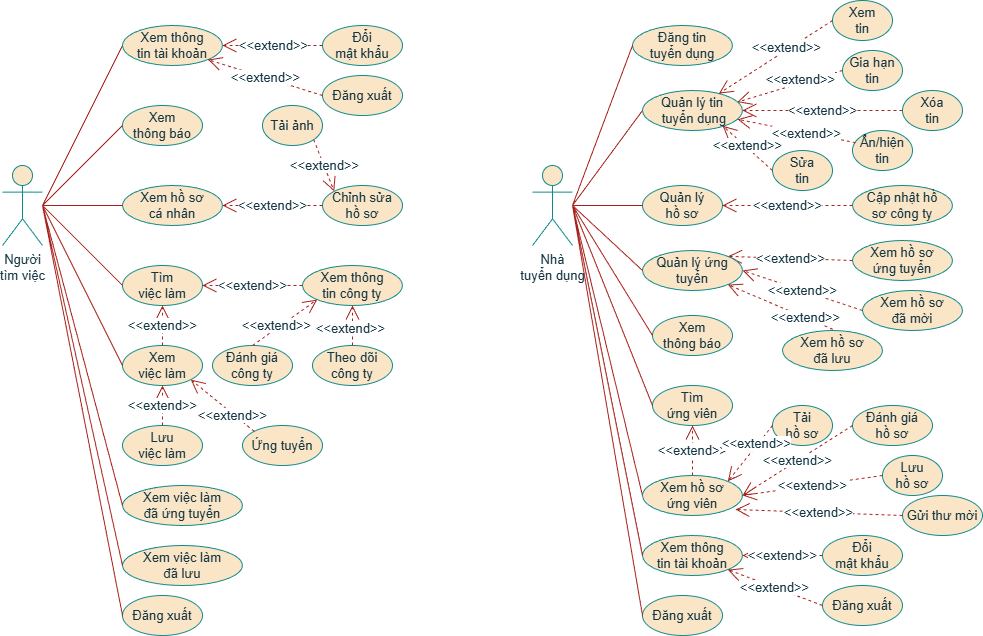 Xem thông
tin tài khoản
<<extend>>
Đổi
mật khẩu
<<extend>>
Đăng xuất
Xem
thông báo
Tải ảnh
<<extend>>
Xem hồ sơ
cá nhân
<<extend>>
Chỉnh sửa
hồ sơ
Người
tìm việc
Tìm
việc làm
<<extend>>
Xem thông
tin công ty
<<extend>>
<<extend>>
<<extend>>
Xem
việc làm
Đánh giá
công ty
Theo dõi
công ty
<<extend>>
<<extend>>
Lưu
việc làm
Ứng tuyển
Xem việc làm
đã ứng tuyển
Xem việc làm
đã lưu
Đăng xuất
Đăng tin
tuyển dụng
Xem
tin
<<extend>>
Gia hạn
tin
<<extend>>
Quản lý tin
tuyển dụng
<<extend>>
Xóa
tin
<<extend>>
Ẩn/hiện
tin
<<extend>>
Sửa
tin
Quản lý
hồ sơ
<<extend>>
Cập nhật hồ
sơ công ty
Nhà
tuyển dụng
Quản lý ứng
tuyển
<<extend>>
Xem hồ sơ
ứng tuyển
<<extend>>
Xem hồ sơ
đã mời
<<extend>>
Xem hồ sơ
đã lưu
Xem
thông báo
Tìm
ứng viên
<<extend>>
Tải
hồ sơ
<<extend>>
Đánh giá
hồ sơ
<<extend>>
Xem hồ sơ
ứng viên
<<extend>>
Lưu
hồ sơ
<<extend>>
Gửi thư mời
Xem thông
tin tài khoản
<<extend>>
Đổi
mật khẩu
<<extend>>
Đăng xuất
Đăng xuất